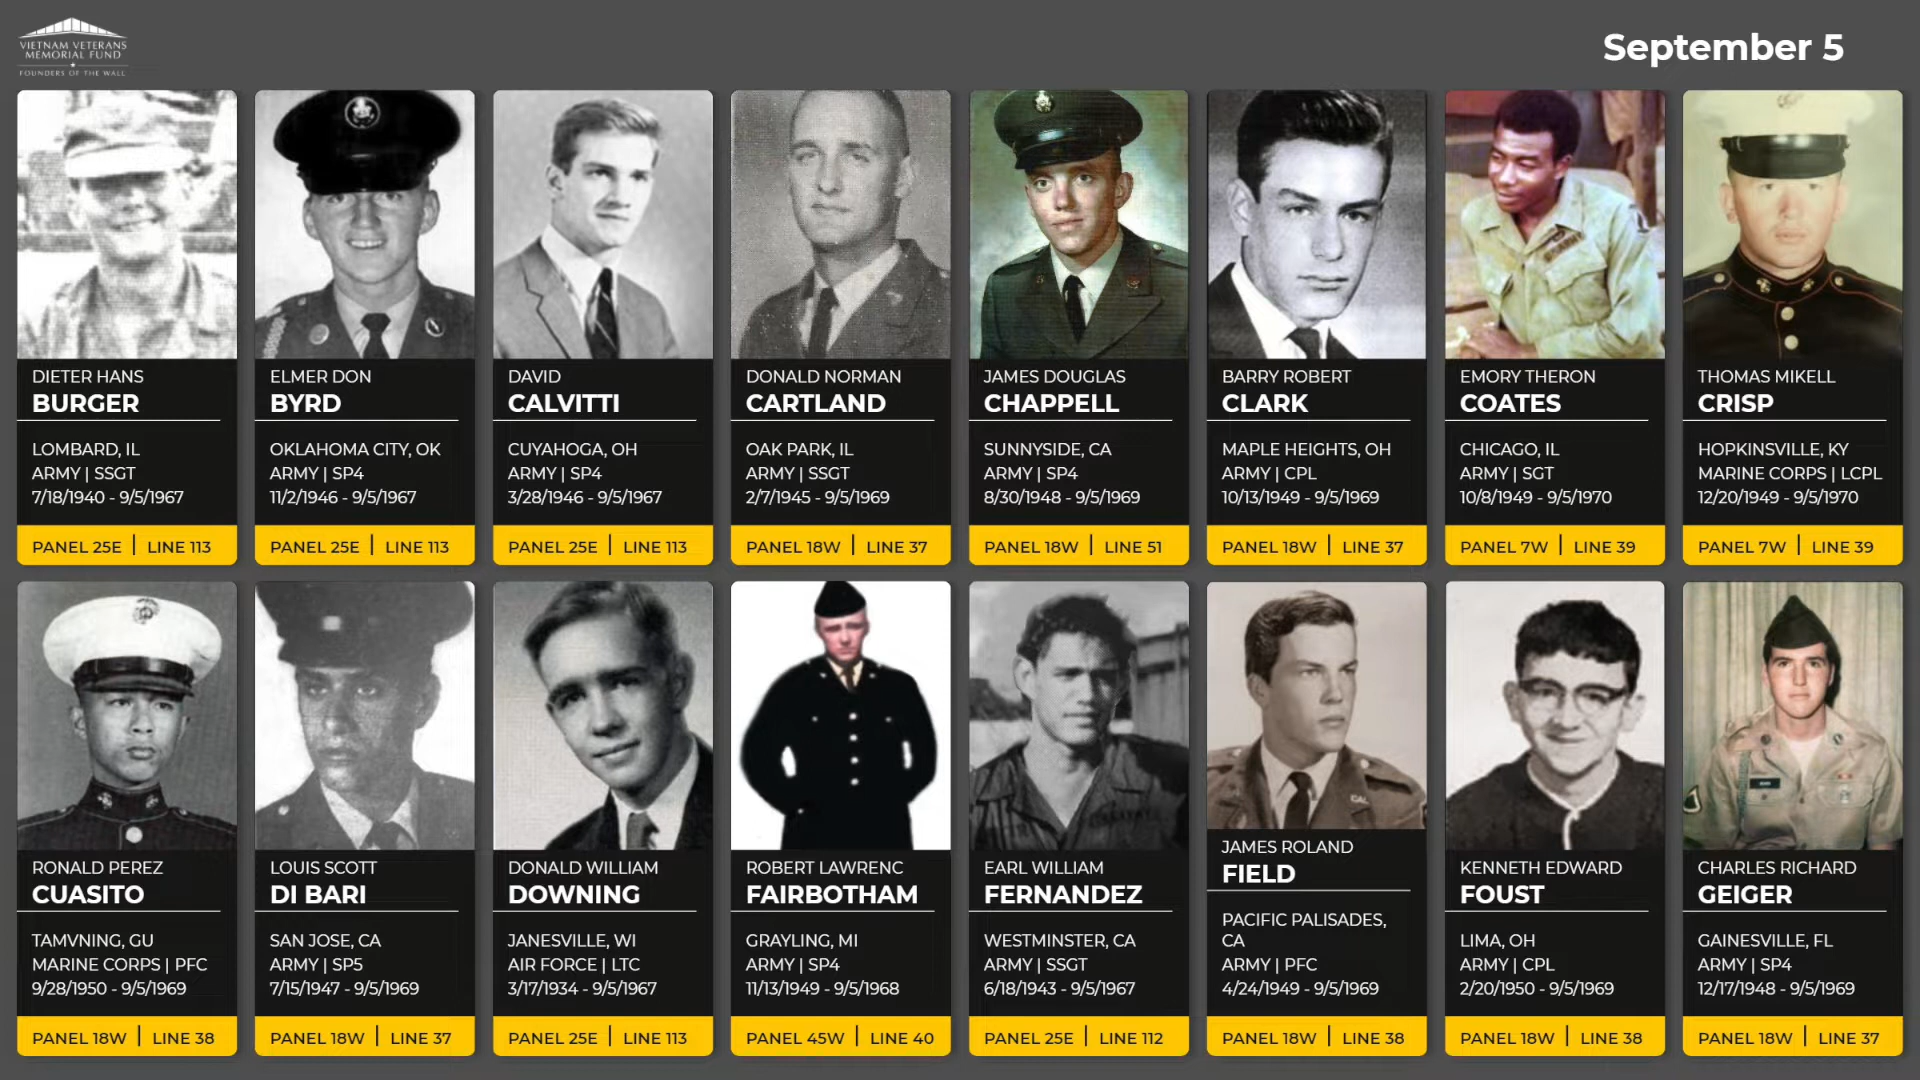 VIETNAM VETERANS
MEMORIAL FUND
FOUNDERS OF THE WALL
September 5
DIETER HANS
BURGER
LOMBARD, IL
ARMY | SSGT
7/18/1940 - 9/5/1967
PANEL 25E | LINE 113
ELMER DON
BYRD
OKLAHOMA CITY, OK
ARMY | SP4
11/2/1946 - 9/5/1967
PANEL 25E | LINE 113
DAVID
CALVITTI
CUYAHOGA, OH
ARMY | SP4
3/28/1946 - 9/5/1967
PANEL 25E | LINE 113
DONALD NORMAN
CARTLAND
OAK PARK, IL
ARMY | SSGT
2/7/1945 - 9/5/1969
PANEL 18W | LINE 37
JAMES DOUGLAS
CHAPPELL
SUNNYSIDE, CA
ARMY | SP4
8/30/1948 - 9/5/1969
PANEL 18W | LINE 51
BARRY ROBERT
CLARK
MAPLE HEIGHTS, OH
ARMY | CPL
10/13/1949 - 9/5/1969
PANEL 18W | LINE 37
EMORY THERON
COATES
CHICAGO, IL
ARMY | SGT
10/8/1949 - 9/5/1970
PANEL 7W | LINE 39
THOMAS MIKELL
CRISP
HOPKINSVILLE, KY
MARINE CORPS | LCPL
12/20/1949 - 9/5/1970
PANEL 7W | LINE 39
RONALD PEREZ
CUASITO
TAMVNING, GU
MARINE CORPS | PFC
9/28/1950 - 9/5/1969
PANEL 18W | LINE 38
LOUIS SCOTT
DI BARI
SAN JOSE, CA
ARMY | SP5
7/15/1947 - 9/5/1969
PANEL 18W | LINE 37
DONALD WILLIAM
DOWNING
JANESVILLE, WI
AIR FORCE | LTC
3/17/1934 - 9/5/1967
PANEL 25E | LINE 113
ROBERT LAWRENC
FAIRBOTHAM
GRAYLING, MI
ARMY | SP4
11/13/1949 - 9/5/1968
PANEL 45W | LINE 40
EARL WILLIAM
FERNANDEZ
WESTMINSTER, CA
ARMY | SSGT
6/18/1943 - 9/5/1967
PANEL 25E | LINE 112
CAL
JAMES ROLAND
FIELD
PACIFIC PALISADES,
CA
ARMY | PFC
4/24/1949 - 9/5/1969
PANEL 18W | LINE 38
KENNETH EDWARD
FOUST
LIMA, OH
ARMY | CPL
2/20/1950 - 9/5/1969
PANEL 18W | LINE 38
CHARLES RICHARD
GEIGER
GAINESVILLE, FL
ARMY | SP4
12/17/1948 - 9/5/1969
PANEL 18W | LINE 37